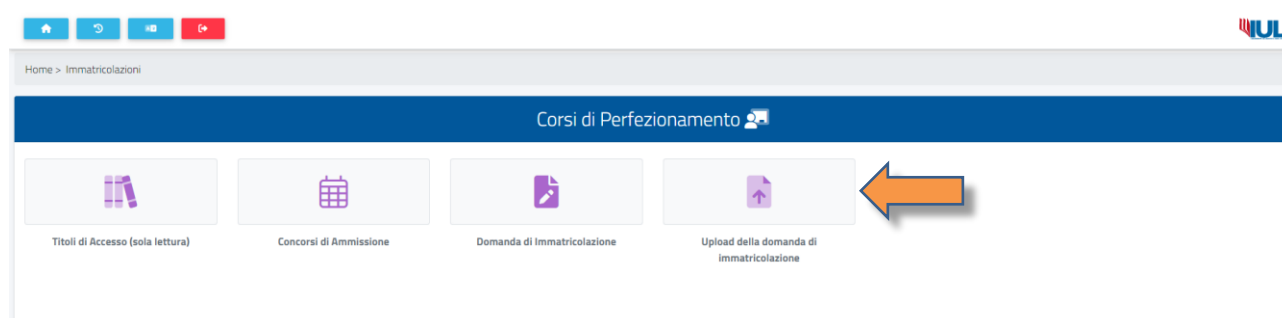 IUL
Home > Immatricolazioni
Corsi di Perfezionamento
Titoli di Accesso (sola lettura)
Concorsi di Ammissione
Domanda di Immatricolazione
Upload della domanda di
immatricolazione